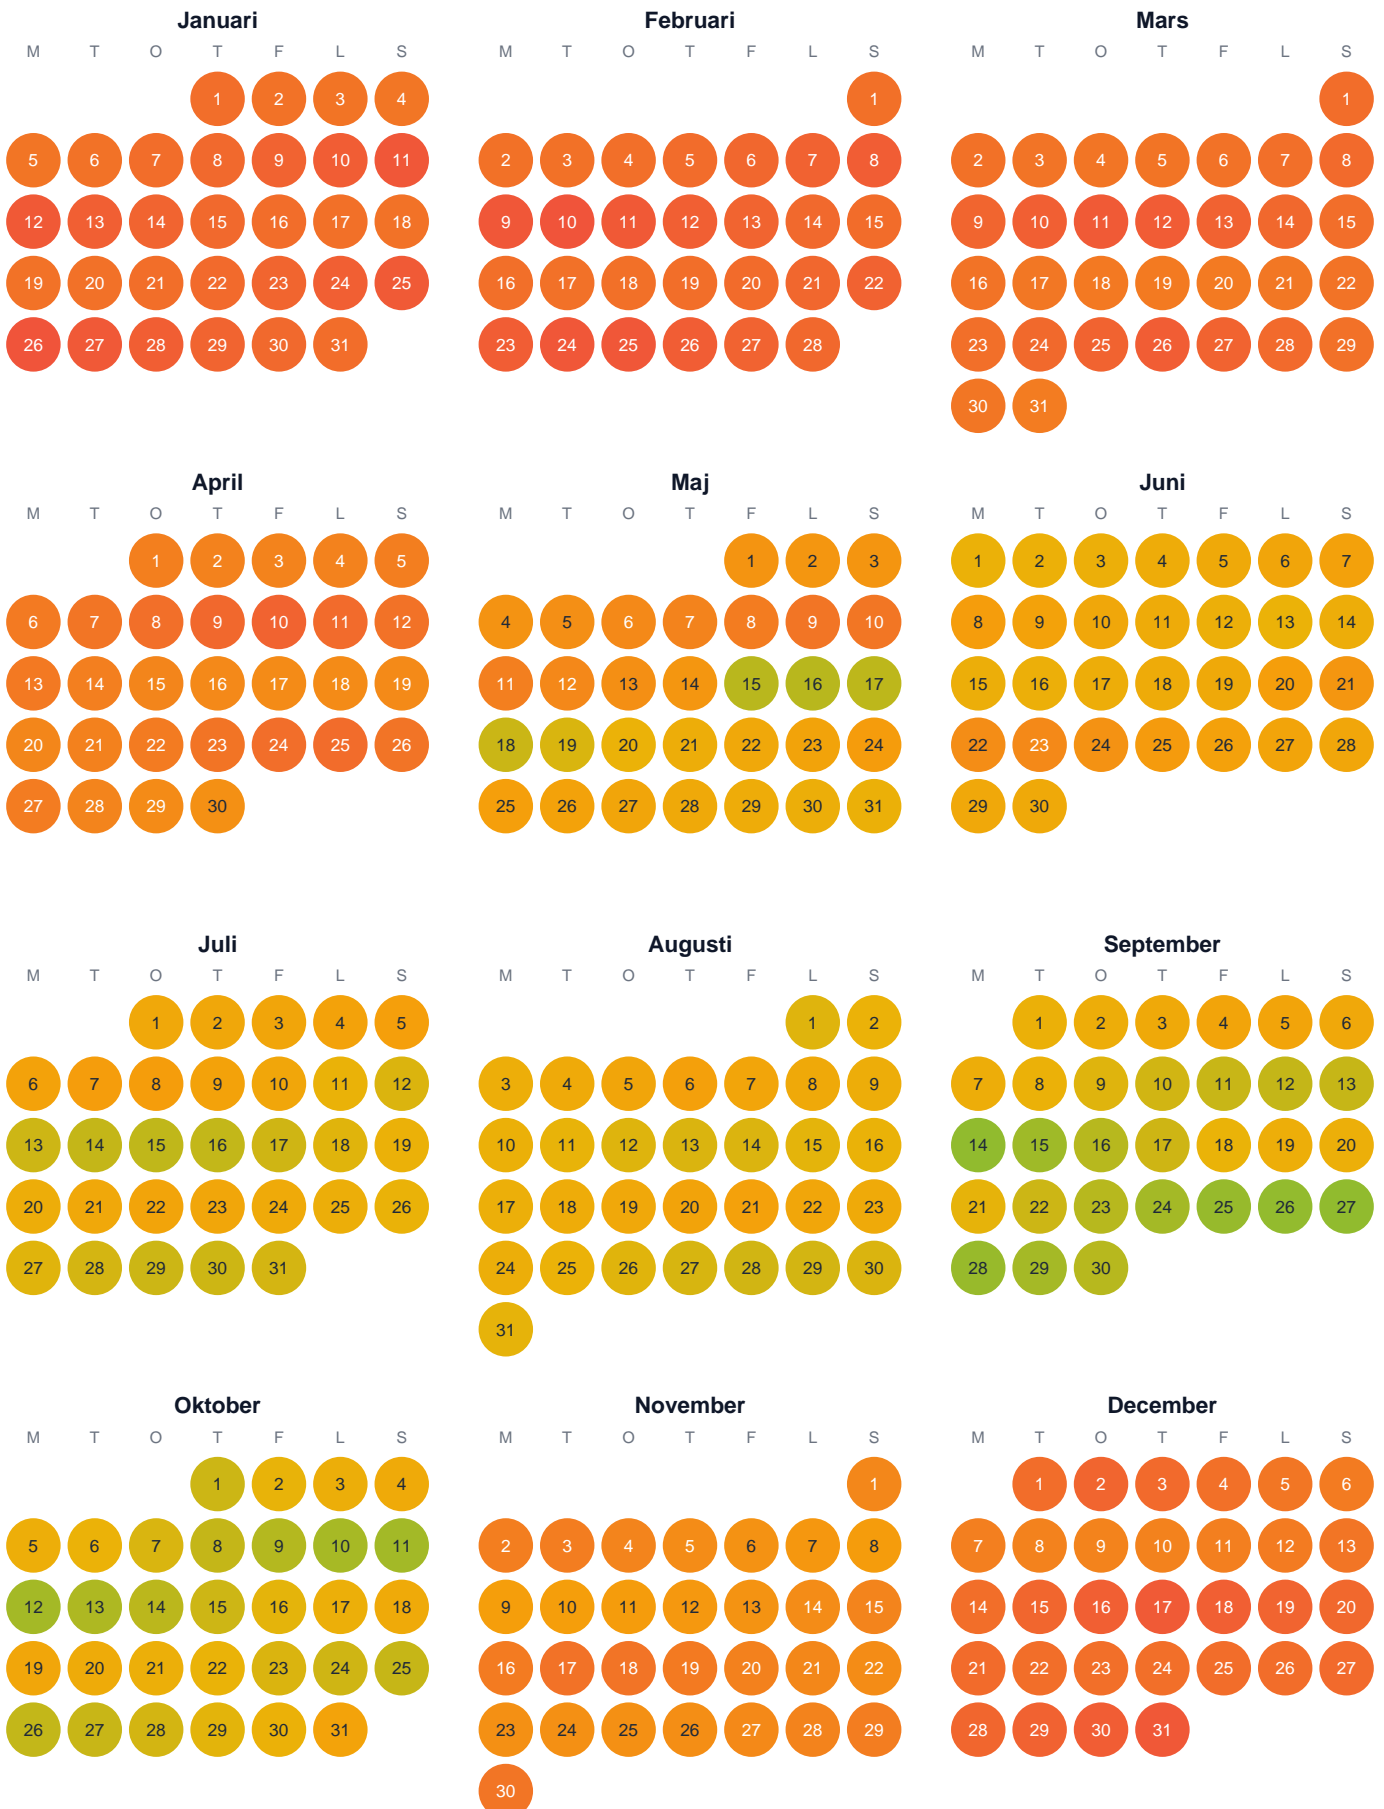 Januari Februari Mars
M T O T F L S M T O T F L S M T O T F L S
1 2 3 4 1 1
5 6 7 8 9 10 11 2 3 4 5 6 7 8 2 3 4 5 6 7 8
12 13 14 15 16 17 18 9 10 11 12 13 14 15 9 10 11 12 13 14 15
19 20 21 22 23 24 25 16 17 18 19 20 21 22 16 17 18 19 20 21 22
26 27 28 29 30 31 23 24 25 26 27 28 23 24 25 26 27 28 29
30 31
April Maj Juni
M T O T F L S M T O T F L S M T O T F L S
1 2 3 4 5 1 2 3 1 2 3 4 5 6 7
6 7 8 9 10 11 12 4 5 6 7 8 9 10 8 9 10 11 12 13 14
13 14 15 16 17 18 19 11 12 13 14 15 16 17 15 16 17 18 19 20 21
20 21 22 23 24 25 26 18 19 20 21 22 23 24 22 23 24 25 26 27 28
27 28 29 30 25 26 27 28 29 30 31 29 30
Juli Augusti September
M T O T F L S M T O T F L S M T O T F L S
1 2 3 4 5 1 2 1 2 3 4 5 6
6 7 8 9 10 11 12 3 4 5 6 7 8 9 7 8 9 10 11 12 13
13 14 15 16 17 18 19 10 11 12 13 14 15 16 14 15 16 17 18 19 20
20 21 22 23 24 25 26 17 18 19 20 21 22 23 21 22 23 24 25 26 27
27 28 29 30 31 24 25 26 27 28 29 30 28 29 30
31
Oktober November December
M T O T F L S M T O T F L S M T O T F L S
1 2 3 4 1 1 2 3 4 5 6
5 6 7 8 9 10 11 2 3 4 5 6 7 8 7 8 9 10 11 12 13
12 13 14 15 16 17 18 9 10 11 12 13 14 15 14 15 16 17 18 19 20
19 20 21 22 23 24 25 16 17 18 19 20 21 22 21 22 23 24 25 26 27
26 27 28 29 30 31 23 24 25 26 27 28 29 28 29 30 31
30